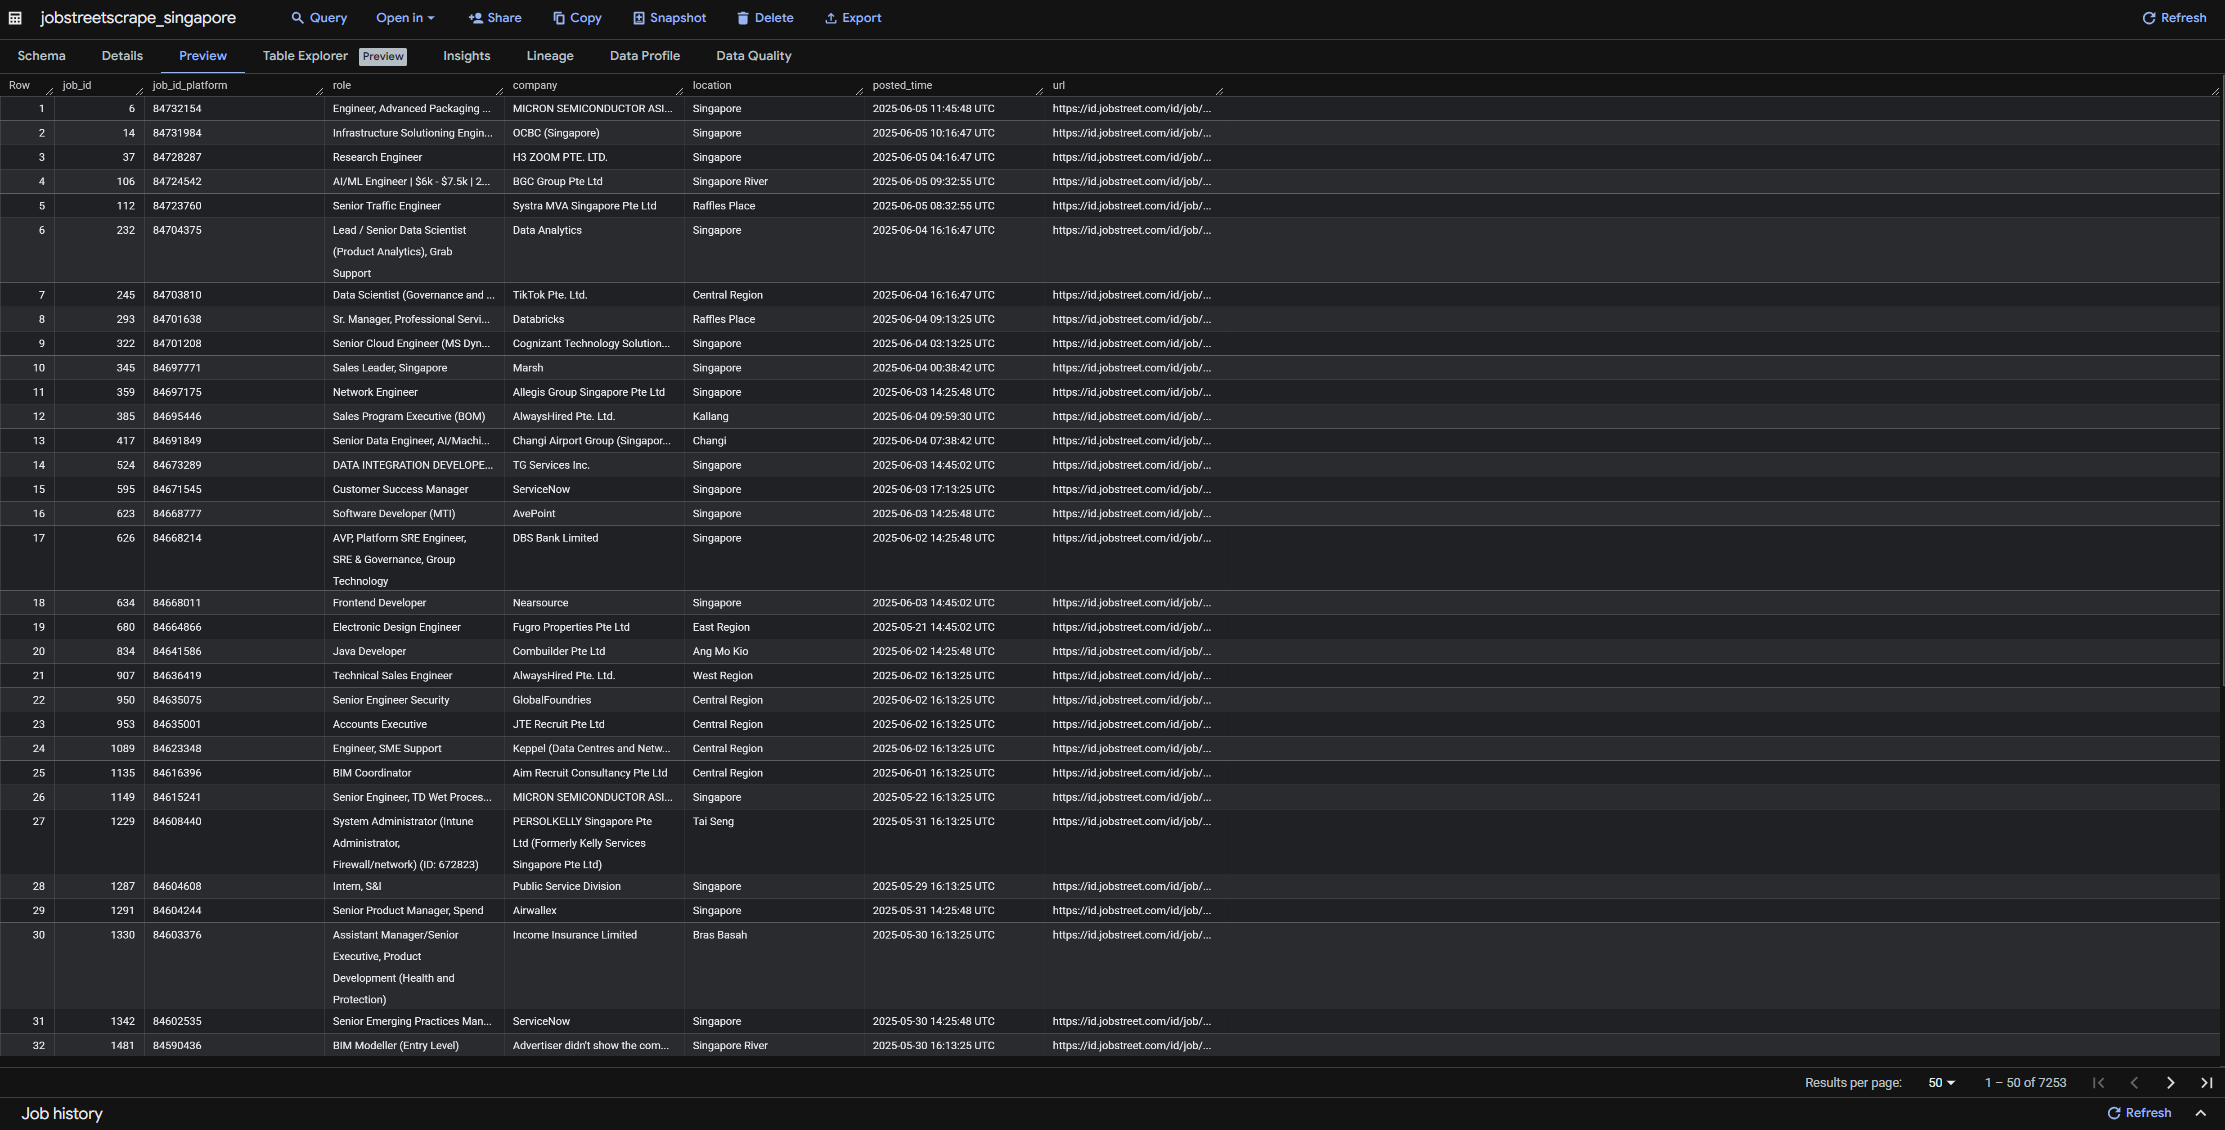 jobstreetscrape_singapore Query Open in Share Copy Snapshot Delete Export Refresh
Schema Details Preview Table Explorer Preview Insights Lineage Data Profile Data Quality
Row job_id job_id_platform role company location posted_time url
1 6 84732154 Engineer, Advanced Packaging ... MICRON SEMICONDUCTOR ASI... Singapore 2025-06-05 11:45:48 UTC https://id.jobstreet.com/id/job/...
2 14 84731984 Infrastructure Solutioning Engin... OCBC (Singapore) Singapore 2025-06-05 10:16:47 UTC https://id.jobstreet.com/id/job/...
3 37 84728287 Research Engineer H3 ZOOM PTE. LTD. Singapore 2025-06-05 04:16:47 UTC https://id.jobstreet.com/id/job/...
4 106 84724542 AI/ML Engineer | $6k - $7.5k | 2... BGC Group Pte Ltd Singapore River 2025-06-05 09:32:55 UTC https://id.jobstreet.com/id/job/...
5 112 84723760 Senior Traffic Engineer Systra MVA Singapore Pte Ltd Raffles Place 2025-06-05 08:32:55 UTC https://id.jobstreet.com/id/job/...
6 232 84704375 Lead / Senior Data Scientist Data Analytics Singapore 2025-06-04 16:16:47 UTC https://id.jobstreet.com/id/job/...
(Product Analytics), Grab
Support
7 245 84703810 Data Scientist (Governance and ... TikTok Pte. Ltd. Central Region 2025-06-04 16:16:47 UTC https://id.jobstreet.com/id/job/...
8 293 84701638 Sr. Manager, Professional Servi... Databricks Raffles Place 2025-06-04 09:13:25 UTC https://id.jobstreet.com/id/job/...
9 322 84701208 Senior Cloud Engineer (MS Dyn... Cognizant Technology Solution... Singapore 2025-06-04 03:13:25 UTC https://id.jobstreet.com/id/job/...
10 345 84697771 Sales Leader, Singapore Marsh Singapore 2025-06-04 00:38:42 UTC https://id.jobstreet.com/id/job/...
11 359 84697175 Network Engineer Allegis Group Singapore Pte Ltd Singapore 2025-06-03 14:25:48 UTC https://id.jobstreet.com/id/job/...
12 385 84695446 Sales Program Executive (BOM) AlwaysHired Pte. Ltd. Kallang 2025-06-04 09:59:30 UTC https://id.jobstreet.com/id/job/...
13 417 84691849 Senior Data Engineer, AI/Machi... Changi Airport Group (Singapor... Changi 2025-06-04 07:38:42 UTC https://id.jobstreet.com/id/job/...
14 524 84673289 DATA INTEGRATION DEVELOPE... TG Services Inc. Singapore 2025-06-03 14:45:02 UTC https://id.jobstreet.com/id/job/...
15 595 84671545 Customer Success Manager ServiceNow Singapore 2025-06-03 17:13:25 UTC https://id.jobstreet.com/id/job/...
16 623 84668777 Software Developer (MTI) AvePoint Singapore 2025-06-03 14:25:48 UTC https://id.jobstreet.com/id/job/...
17 626 84668214 AVP, Platform SRE Engineer, DBS Bank Limited Singapore 2025-06-02 14:25:48 UTC https://id.jobstreet.com/id/job/...
SRE & Governance, Group
Technology
18 634 84668011 Frontend Developer Nearsource Singapore 2025-06-03 14:45:02 UTC https://id.jobstreet.com/id/job/...
19 680 84664866 Electronic Design Engineer Fugro Properties Pte Ltd East Region 2025-05-21 14:45:02 UTC https://id.jobstreet.com/id/job/...
20 834 84641586 Java Developer Combuilder Pte Ltd Ang Mo Kio 2025-06-02 14:25:48 UTC https://id.jobstreet.com/id/job/...
21 907 84636419 Technical Sales Engineer AlwaysHired Pte. Ltd. West Region 2025-06-02 16:13:25 UTC https://id.jobstreet.com/id/job/...
22 950 84635075 Senior Engineer Security GlobalFoundries Central Region 2025-06-02 16:13:25 UTC https://id.jobstreet.com/id/job/...
23 953 84635001 Accounts Executive JTE Recruit Pte Ltd Central Region 2025-06-02 16:13:25 UTC https://id.jobstreet.com/id/job/...
24 1089 84623348 Engineer, SME Support Keppel (Data Centres and Netw... Central Region 2025-06-02 16:13:25 UTC https://id.jobstreet.com/id/job/...
25 1135 84616396 BIM Coordinator Aim Recruit Consultancy Pte Ltd Central Region 2025-06-01 16:13:25 UTC https://id.jobstreet.com/id/job/...
26 1149 84615241 Senior Engineer, TD Wet Proces... MICRON SEMICONDUCTOR ASI... Singapore 2025-05-22 16:13:25 UTC https://id.jobstreet.com/id/job/...
27 1229 84608440 System Administrator (Intune PERSOLKELLY Singapore Pte Tai Seng 2025-05-31 16:13:25 UTC https://id.jobstreet.com/id/job/...
Administrator, Ltd (Formerly Kelly Services
Firewall/network) (ID: 672823) Singapore Pte Ltd)
28 1287 84604608 Intern, S&I Public Service Division Singapore 2025-05-29 16:13:25 UTC https://id.jobstreet.com/id/job/...
29 1291 84604244 Senior Product Manager, Spend Airwallex Singapore 2025-05-31 14:25:48 UTC https://id.jobstreet.com/id/job/...
30 1330 84603376 Assistant Manager/Senior Income Insurance Limited Bras Basah 2025-05-30 16:13:25 UTC https://id.jobstreet.com/id/job/...
Executive, Product
Development (Health and
Protection)
31 1342 84602535 Senior Emerging Practices Man... ServiceNow Singapore 2025-05-30 14:25:48 UTC https://id.jobstreet.com/id/job/...
32 1481 84590436 BIM Modeller (Entry Level) Advertiser didn't show the com... Singapore River 2025-05-30 16:13:25 UTC https://id.jobstreet.com/id/job/...
Results per page: 50 1 – 50 of 7253
Job history Refresh